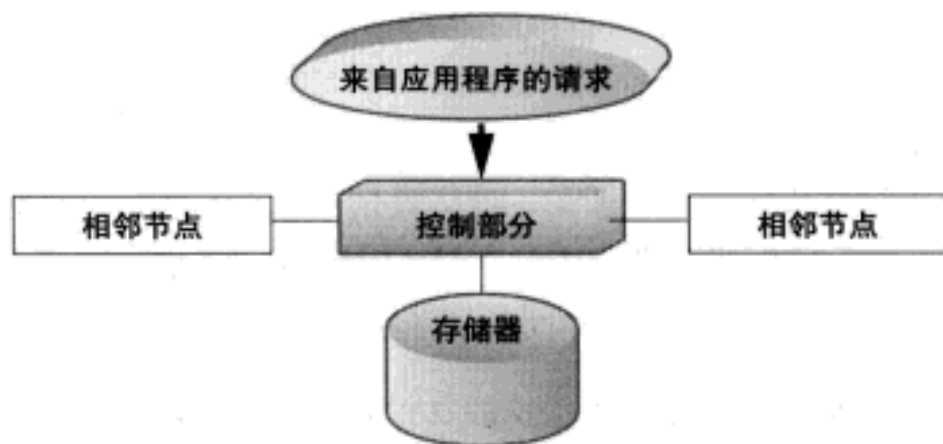 来自应用程序的请求
相邻节点
控制部分
相邻节点
存储器